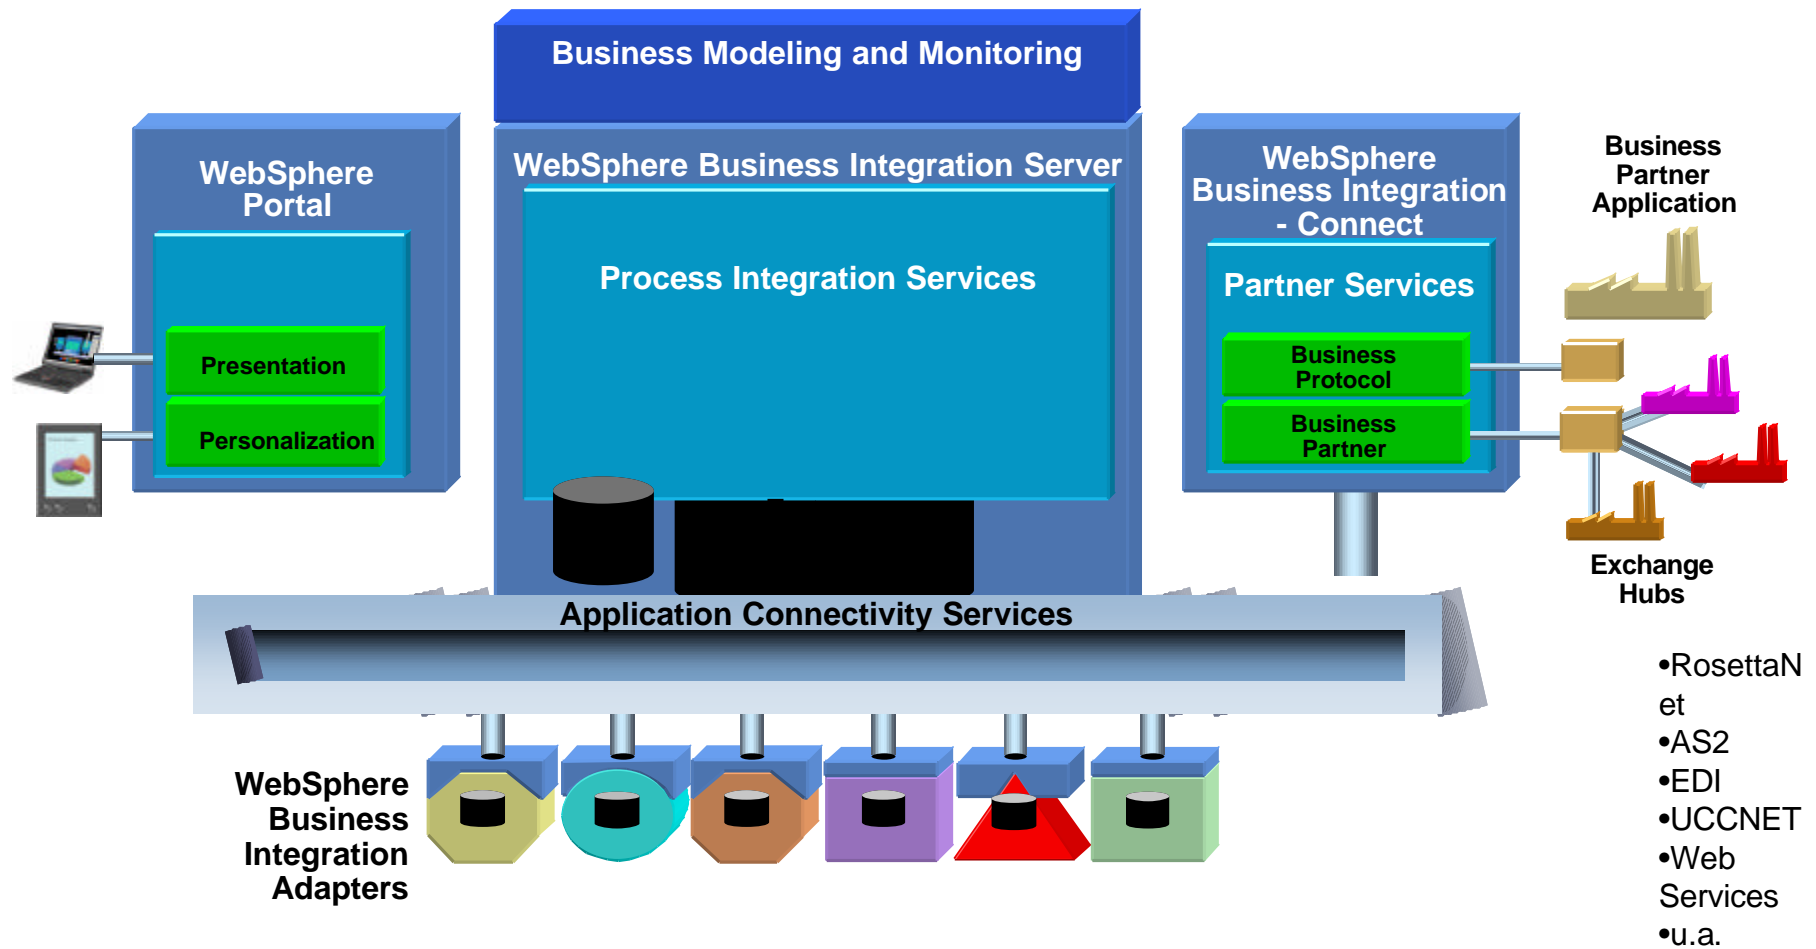 Business Modeling and Monitoring
WebSphere
Portal
Presentation
Personalization
WebSphere Business Integration Server
Process Integration Services
WebSphere
Business Integration
- Connect
Partner Services
Business
Protocol
Business
Partner
Business
Partner
Application
Exchange
Hubs
Application Connectivity Services
WebSphere
Business
Integration
Adapters
•RosettaN
et
•AS2
•EDI
•UCCNET
•Web
Services
•u.a.